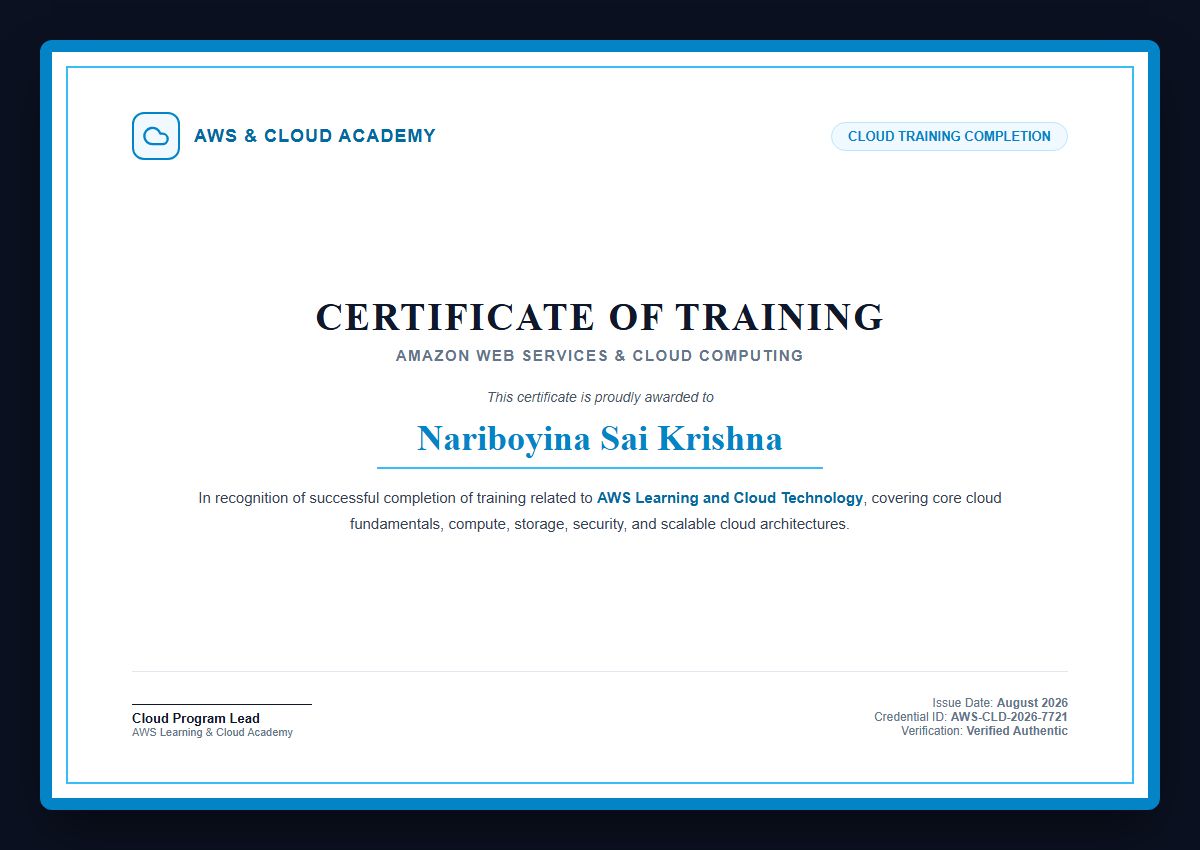 AWS & CLOUD ACADEMY
CLOUD TRAINING COMPLETION
CERTIFICATE OF TRAINING
AMAZON WEB SERVICES & CLOUD COMPUTING
This certificate is proudly awarded to
Nariboyina Sai Krishna
In recognition of successful completion of training related to AWS Learning and Cloud Technology, covering core cloud
fundamentals, compute, storage, security, and scalable cloud architectures.
Cloud Program Lead
AWS Learning & Cloud Academy
Issue Date: August 2026
Credential ID: AWS-CLD-2026-7721
Verification: Verified Authentic